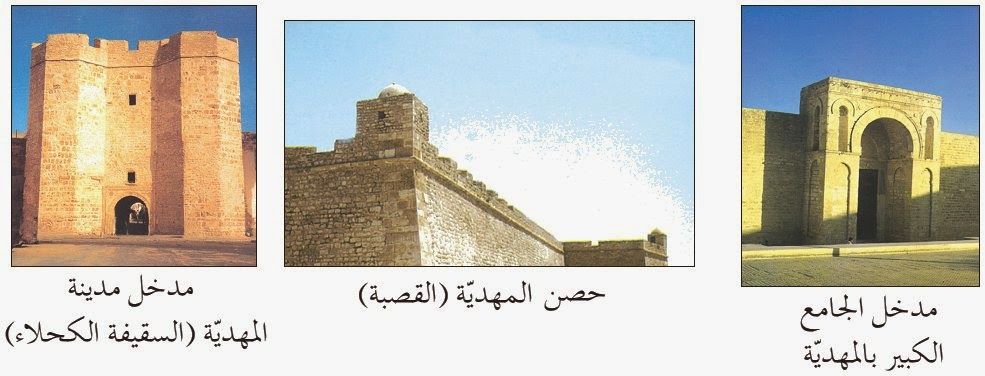 مدخل الجامع
الكبير بالمهديّة
حصن المهديّة (القصبة)
مدخل مدينة
المهديّة (السقيفة الكحلاء)